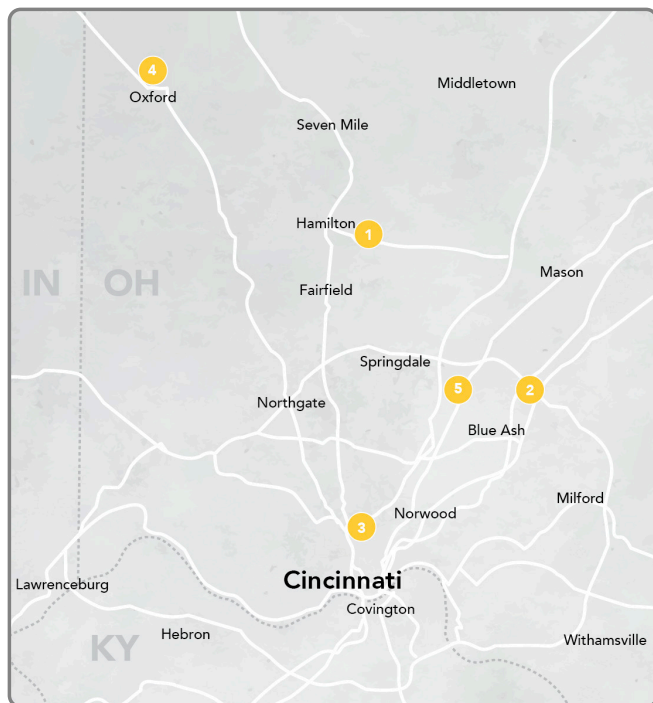 4
Oxford
Middletown
Seven Mile
Hamilton
1
IN OH
Mason
Fairfield
Springdale
5
2
Northgate
Blue Ash
Milford
Norwood
3
Cincinnati
Lawrenceburg
Covington
Hebron
KY
Withamsville